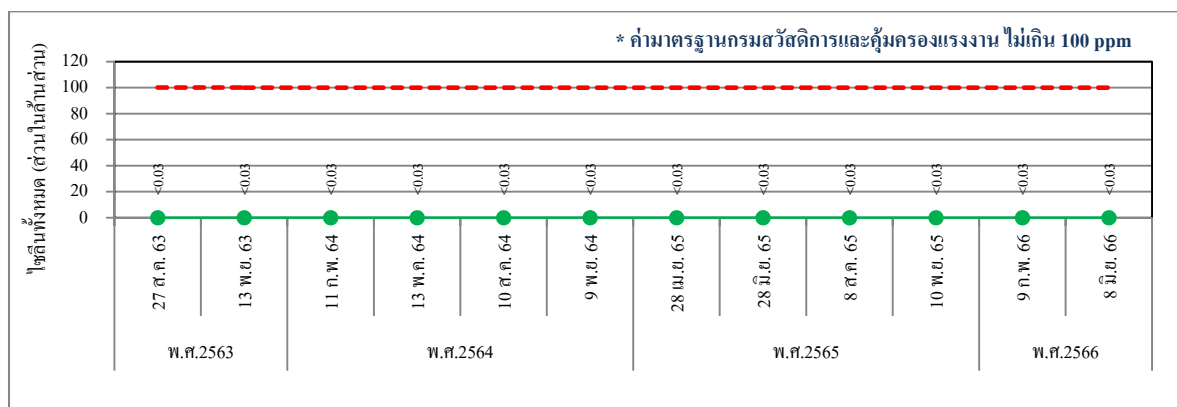 * ค่ามาตรฐานกรมสวัสดิการและคุ้มครองแรงงาน ไม่เกิน 100 ppm
ไซลีนทั้งหมด (ส่วนในล้านส่วน)
120
100
80
60
40
20
0
<0.03 <0.03 <0.03 <0.03 <0.03 <0.03 <0.03 <0.03 <0.03 <0.03 <0.03 <0.03
27 ส.ค. 63 13 พ.ย. 63 11 ก.พ. 64 13 พ.ค. 64 10 ส.ค. 64 9 พ.ย. 64 28 เม.ย. 65 28 มิ.ย. 65 8 ส.ค. 65 10 พ.ย. 65 9 ก.พ. 66 8 มิ.ย. 66
พ.ศ.2563 พ.ศ.2564 พ.ศ.2565 พ.ศ.2566